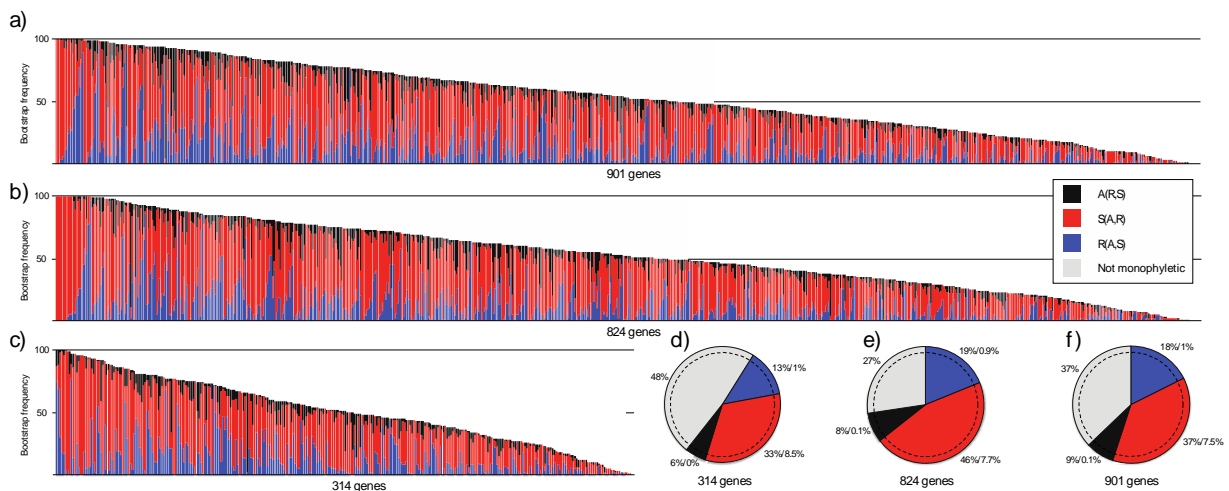 a)
100
50
Bootstrap frequency
901 genes
b)
100
50
Bootstrap frequency
824 genes
A(R,S)
S(A,R)
R(A,S)
Not monophyletic
c)
100
50
Bootstrap frequency
314 genes
d)
48%
13%/1%
6%/0%
33%/8.5%
314 genes
e)
27%
19%/0.9%
8%/0.1%
46%/7.7%
824 genes
f)
37%
18%/1%
9%/0.1%
37%/7.5%
901 genes